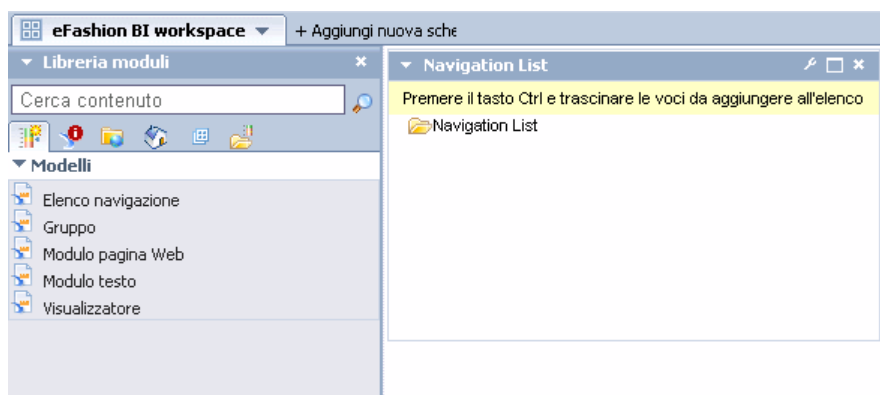 eFashion BI workspace
+ Aggiungi nuova sche
Libreria moduli
Cerca contenuto
Modelli
Elenco navigazione
Gruppo
Modulo pagina Web
Modulo testo
Visualizzatore
Navigation List
Premere il tasto Ctrl e trascinare le voci da aggiungere all'elenco
Navigation List